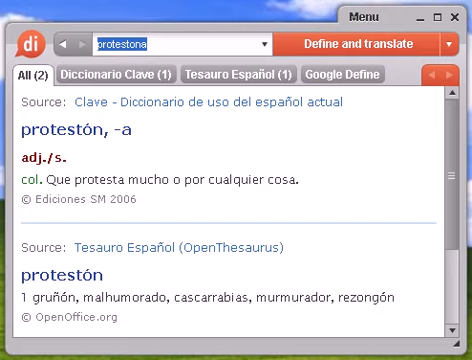 Menu
di
protestona
Define and translate
All (2)
Diccionario Clave (1)
Tesauro Español (1)
Google Define
Source: Clave - Diccionario de uso del español actual
protestón, -a
adj./s.
col. Que protesta mucho o por cualquier cosa.
© Ediciones SM 2006
Source: Tesauro Español (OpenThesaurus)
protestón
1 gruñón, malhumorado, cascarrabias, murmurador, rezongón
© OpenOffice.org